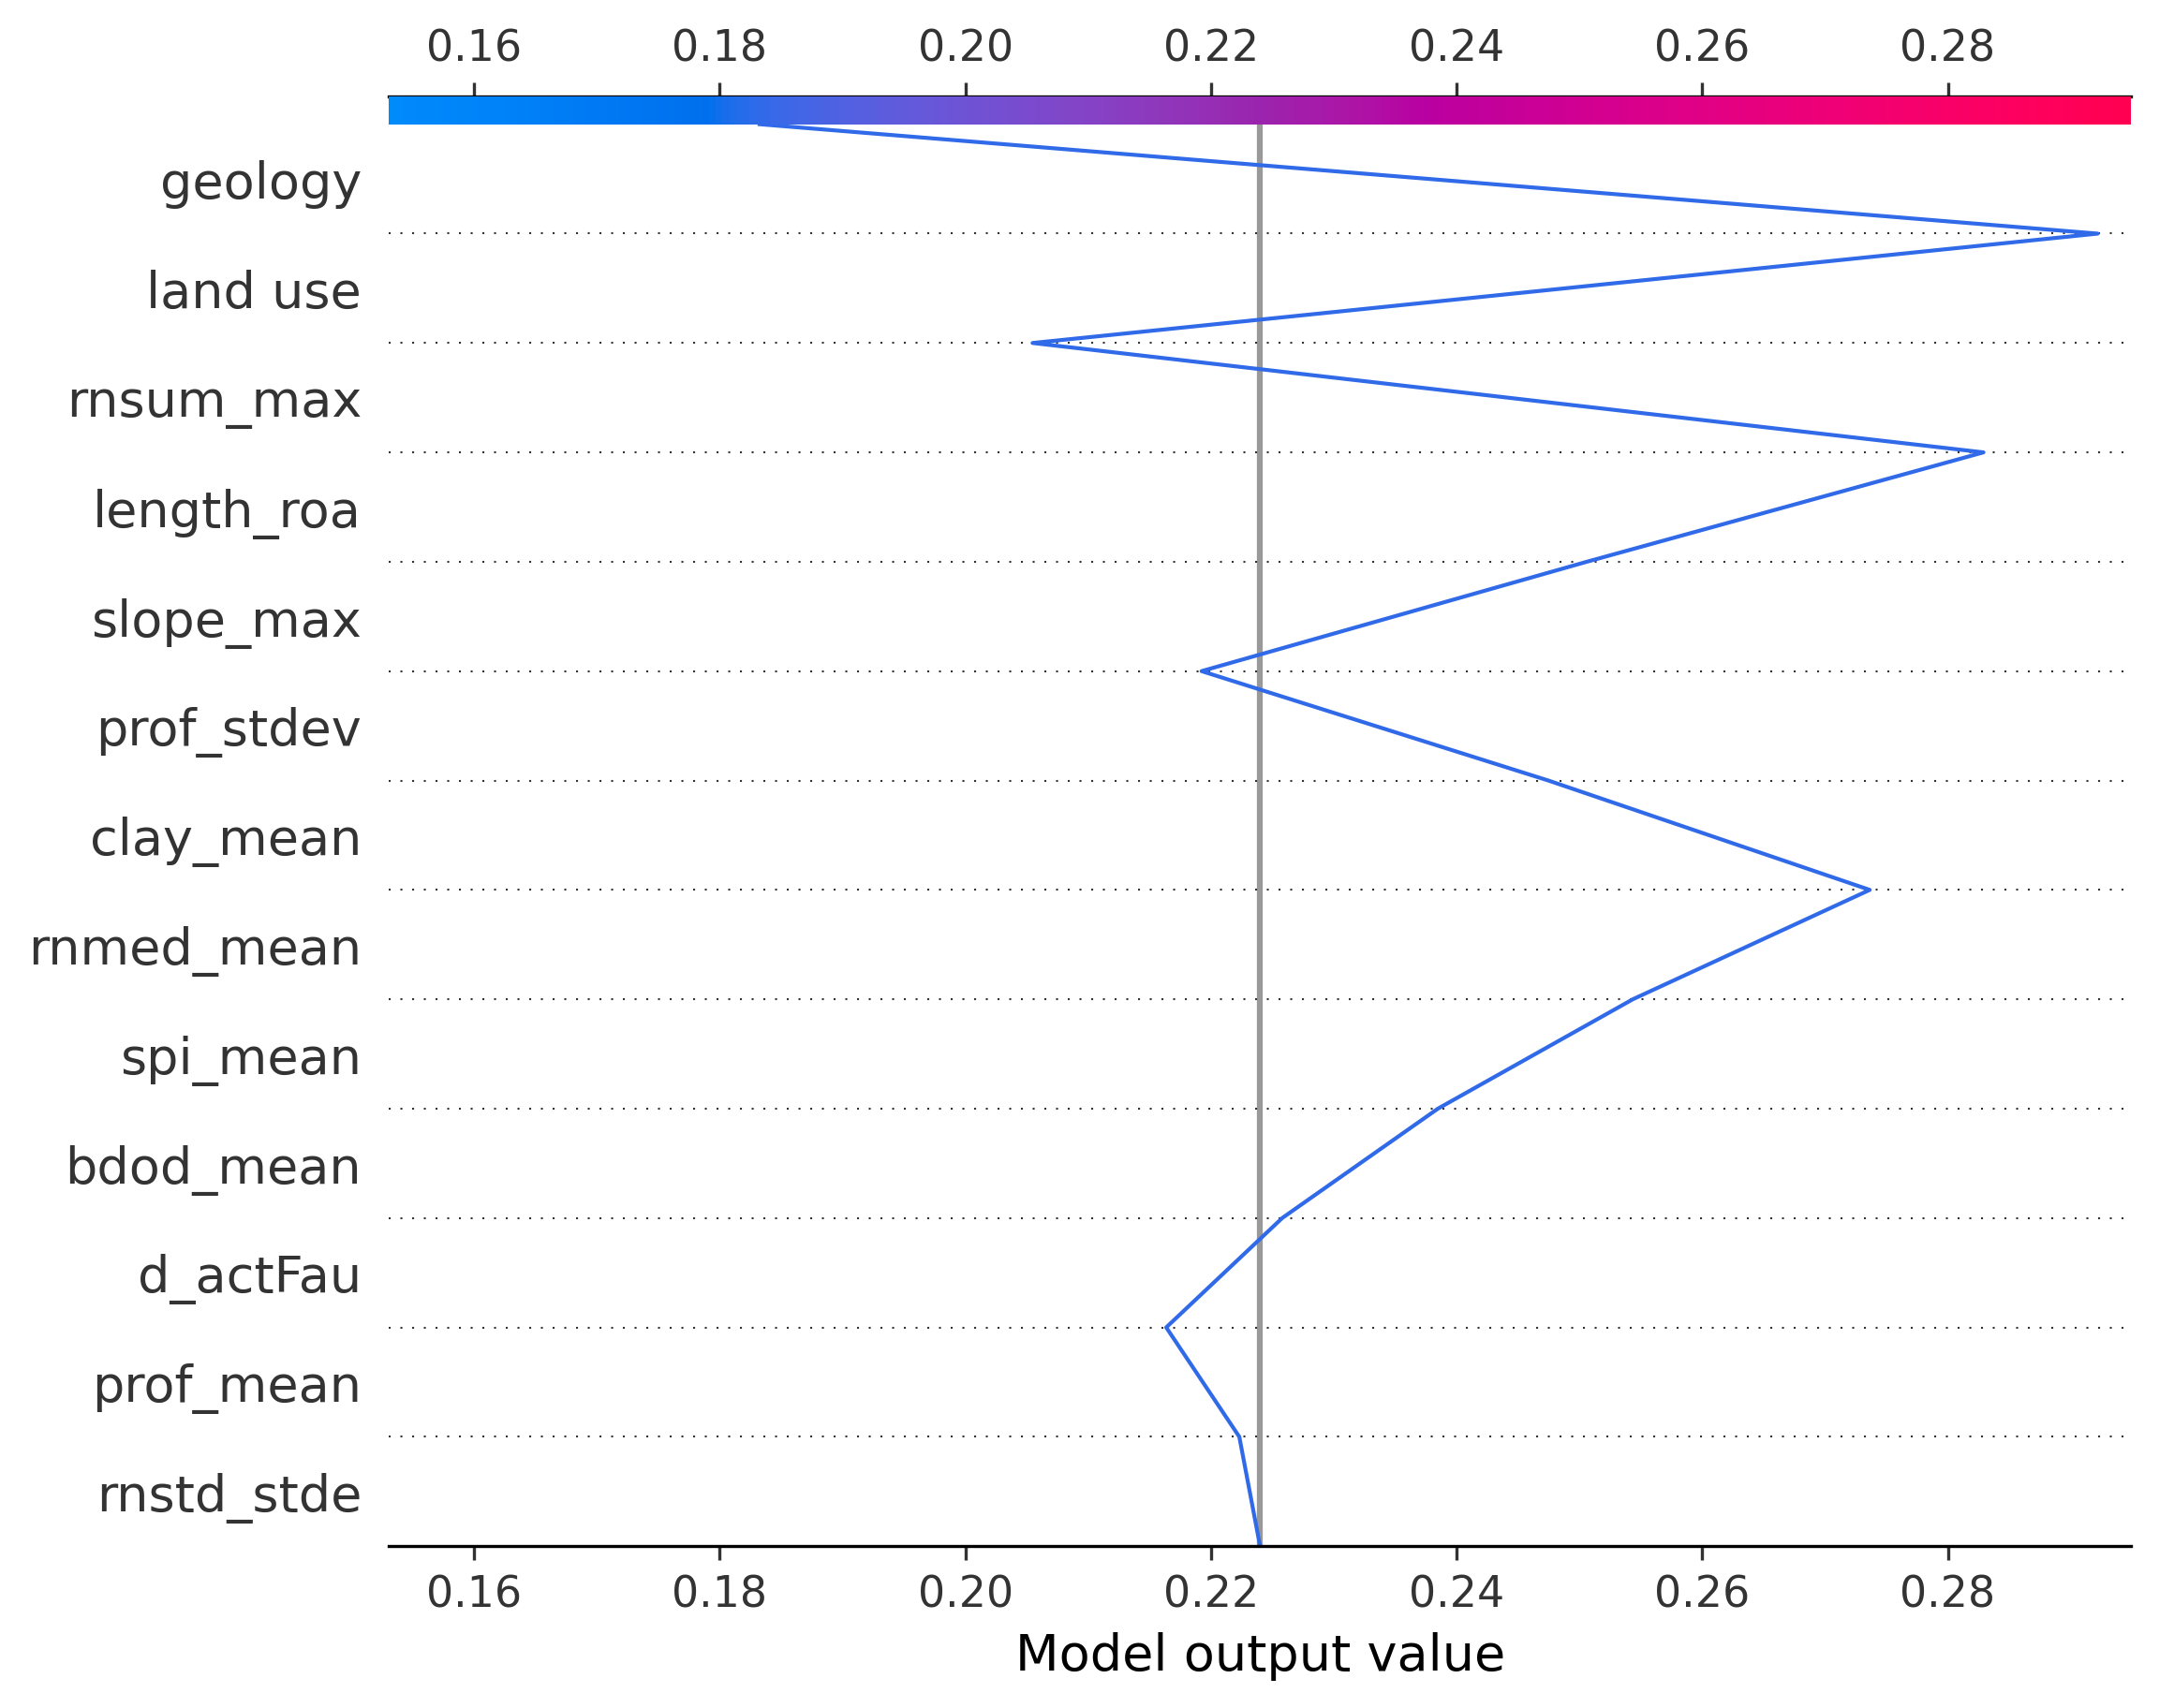 0.16 0.18 0.20 0.22 0.24 0.26 0.28
geology
land use
rnsum_max
length_roa
slope_max
prof_stdev
clay_mean
rnmed_mean
spi_mean
bdod_mean
d_actFau
prof_mean
rnstd_stde
0.16 0.18 0.20 0.22 0.24 0.26 0.28
Model output value